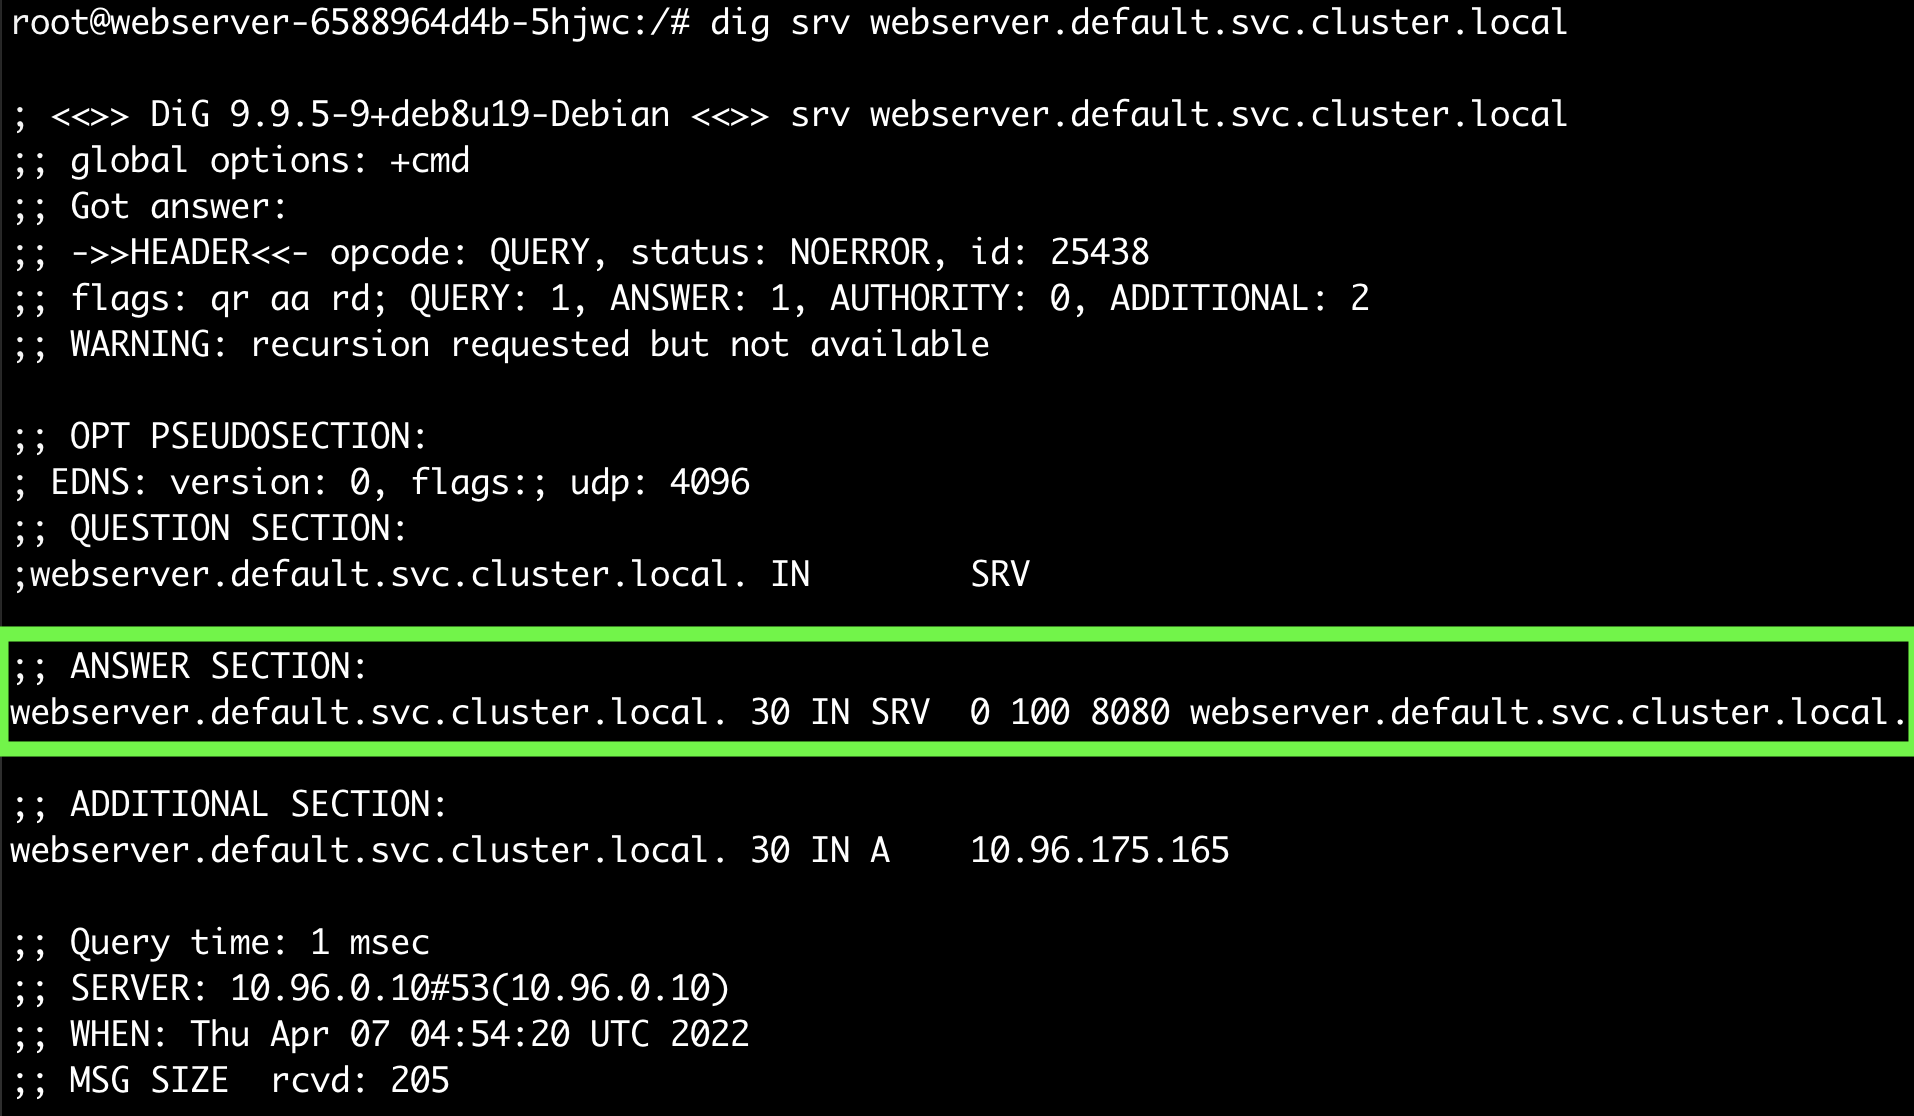 root@webserver-6588964d4b-5hjwc:/# dig srv webserver.default.svc.cluster.local
; <<>> DiG 9.9.5-9+deb8u19-Debian <<>> srv webserver.default.svc.cluster.local
;; global options: +cmd
;; Got answer:
;; ->>HEADER<<- opcode: QUERY, status: NOERROR, id: 25438
;; flags: qr aa rd; QUERY: 1, ANSWER: 1, AUTHORITY: 0, ADDITIONAL: 2
;; WARNING: recursion requested but not available
;; OPT PSEUDOSECTION:
; EDNS: version: 0, flags:; udp: 4096
;; QUESTION SECTION:
;webserver.default.svc.cluster.local. IN        SRV
;; ANSWER SECTION:
webserver.default.svc.cluster.local. 30 IN SRV  0 100 8080 webserver.default.svc.cluster.local.
;; ADDITIONAL SECTION:
webserver.default.svc.cluster.local. 30 IN A    10.96.175.165
;; Query time: 1 msec
;; SERVER: 10.96.0.10#53(10.96.0.10)
;; WHEN: Thu Apr 07 04:54:20 UTC 2022
;; MSG SIZE  rcvd: 205